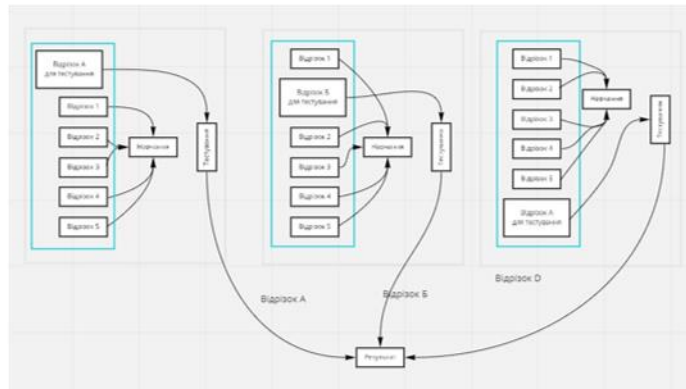 Відрізок А
для тестування
Відрізок 1
Відрізок 2
Відрізок 3
Відрізок 4
Відрізок 5
Навчання
Тестування
Відрізок 1
Відрізок Б
для тестування
Відрізок 2
Відрізок 3
Відрізок 4
Відрізок 5
Навчання
Тестування
Відрізок 1
Відрізок 2
Відрізок 3
Відрізок 4
Відрізок 5
Відрізок А
для тестування
Навчання
Тестування
Відрізок А
Відрізок Б
Відрізок D
Результат